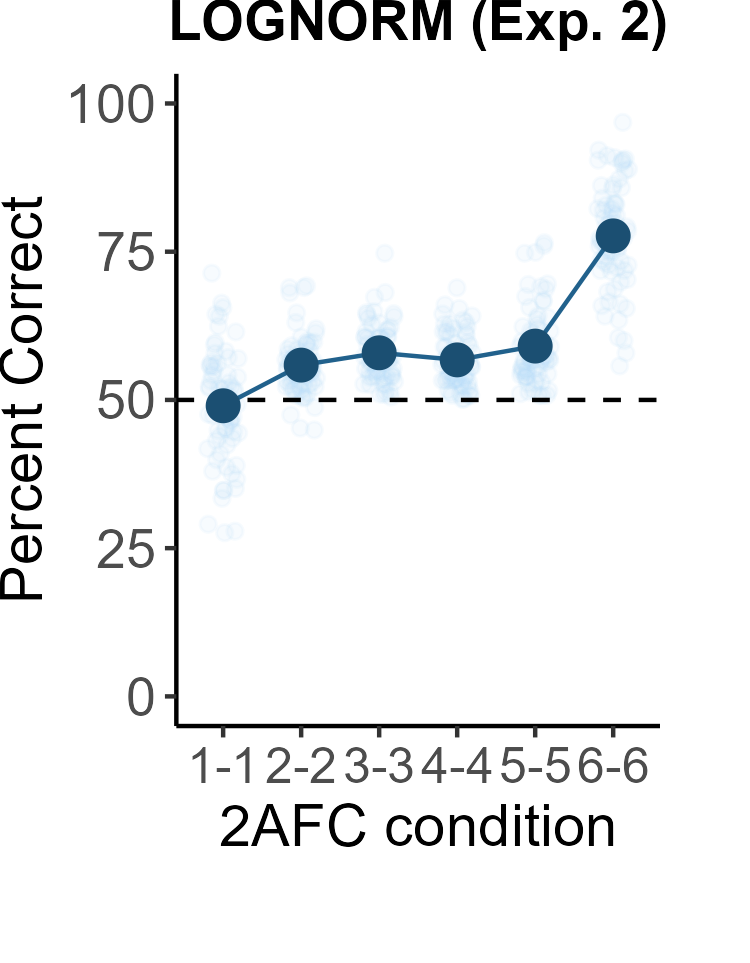 LOGNORM (Exp. 2)
Percent Correct
100
75
50
25
0
1-1 2-2 3-3 4-4 5-5 6-6
2AFC condition